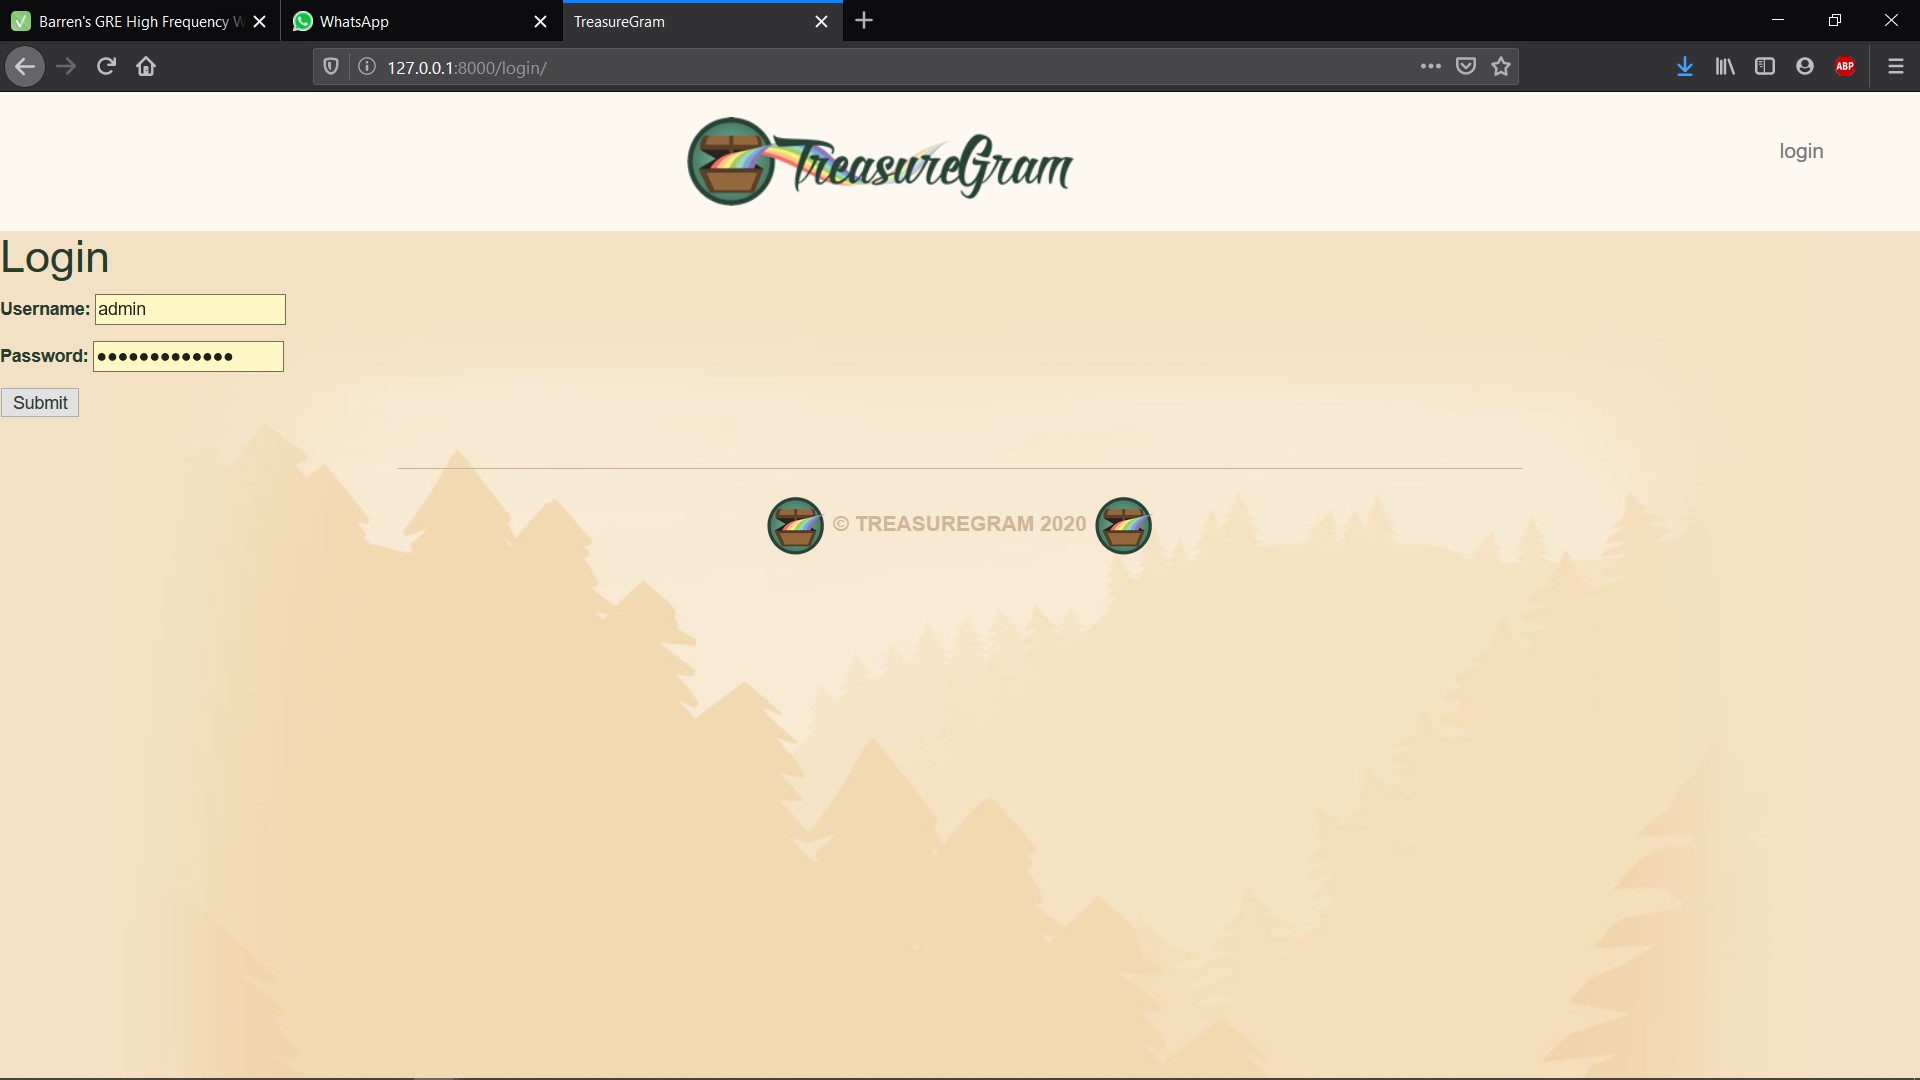 Barren's GRE High Frequency W
WhatsApp
TreasureGram
127.0.0.1:8000/login/
ABP
TreasureGram
login
Login
Username: admin
Password: •••••••••••••
Submit
© TREASUREGRAM 2020